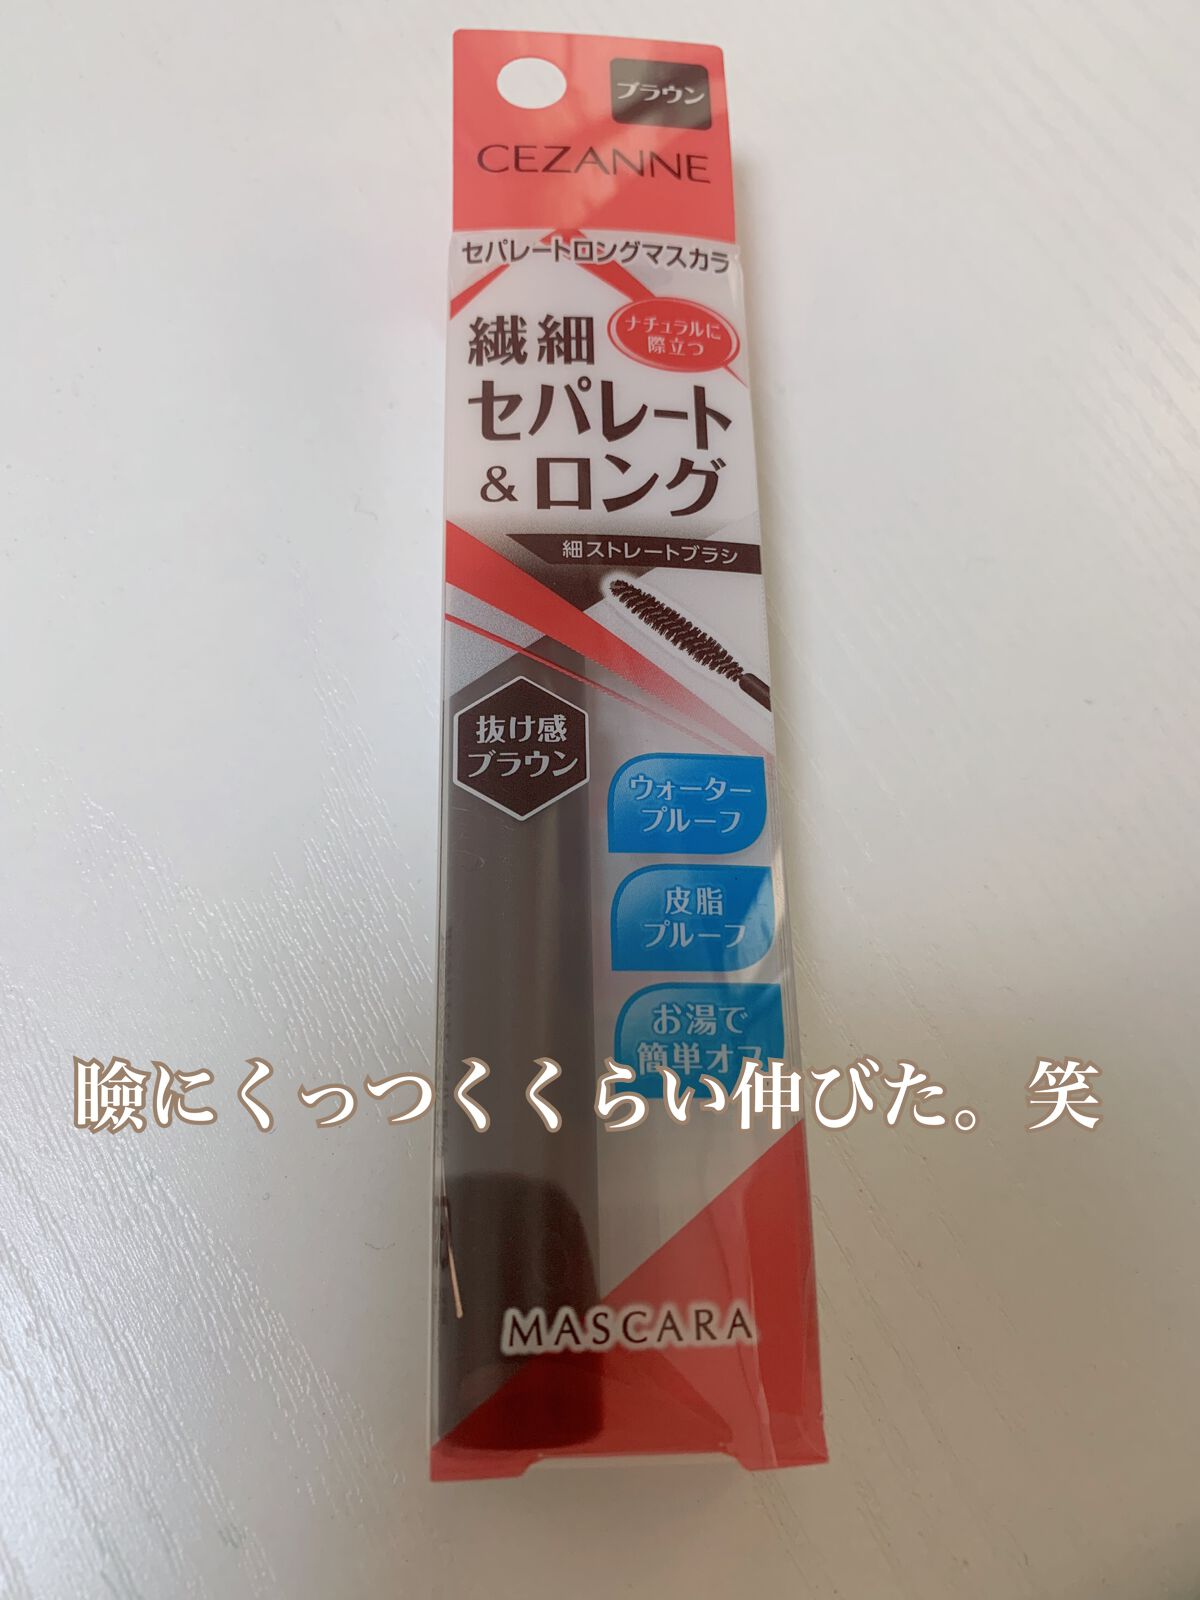 ブラウン
CEZANNE
セパレートロングマスカラ
ナチュラルに
際立つ
繊細
セパレート
&ロング
細ストレートブラシ
抜け感
ブラウン
ウォーター
プルーフ
皮脂
プルーフ
お湯で
簡単オフ
瞼にくっつくくらい伸びた。笑
MASCARA